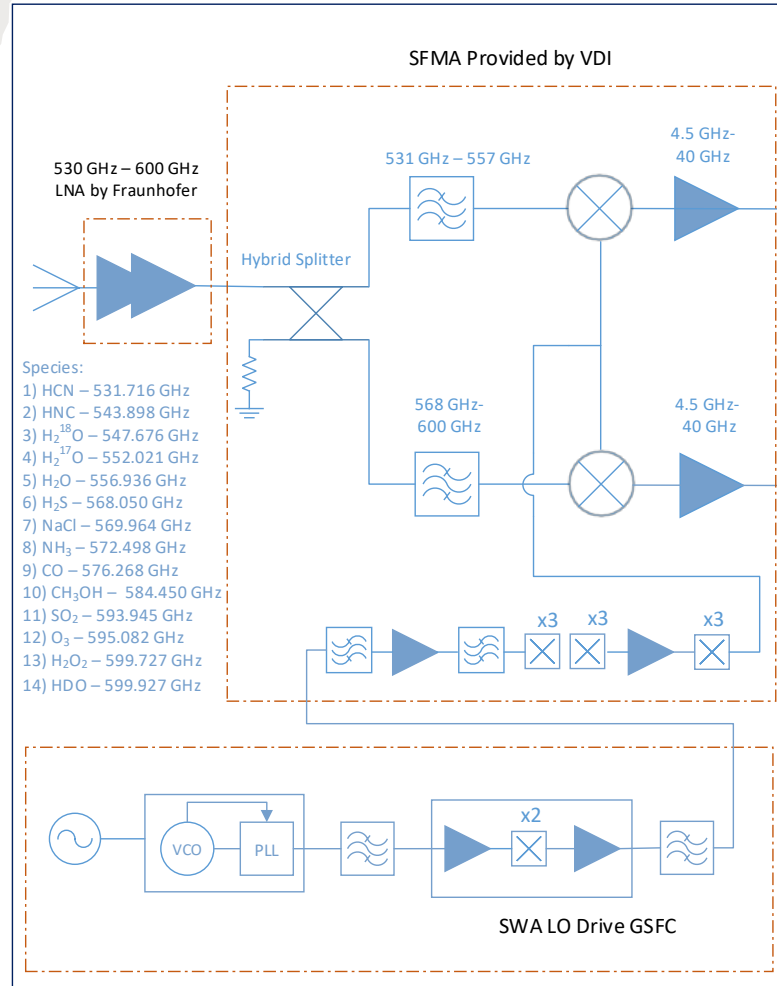 SFMA Provided by VDI
530 GHz – 600 GHz
LNA by Fraunhofer
531 GHz – 557 GHz
4.5 GHz-
40 GHz
Hybrid Splitter
568 GHz-
600 GHz
4.5 GHz-
40 GHz
Species:
1) HCN – 531.716 GHz
2) HNC – 543.898 GHz
3) H₂¹⁸O – 547.676 GHz
4) H₂¹⁷O – 552.021 GHz
5) H₂O – 556.936 GHz
6) H₂S – 568.050 GHz
7) NaCl – 569.964 GHz
8) NH₃ – 572.498 GHz
9) CO – 576.268 GHz
10) CH₃OH – 584.450 GHz
11) SO₂ – 593.945 GHz
12) O₃ – 595.082 GHz
13) H₂O₂ – 599.727 GHz
14) HDO – 599.927 GHz
x3
x3
x3
x2
VCO
PLL
SWA LO Drive GSFC